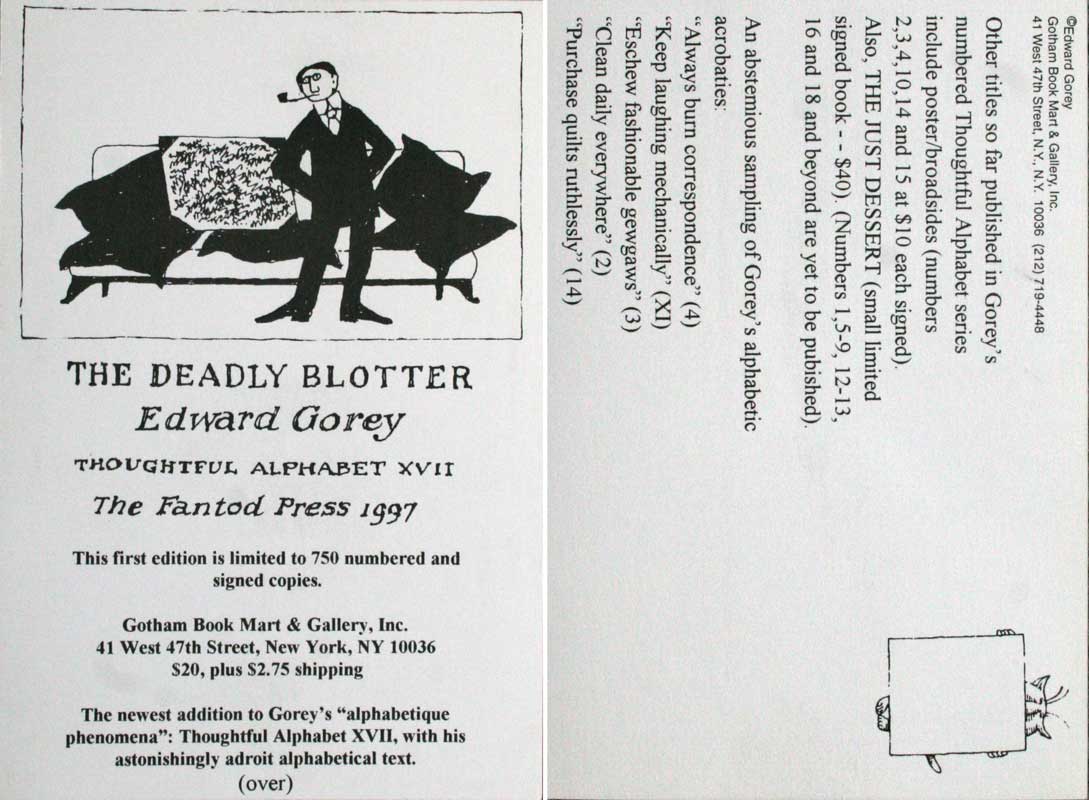 THE DEADLY BLOTTER
Edward Gorey
THOUGHTFUL ALPHABET XVII
The Fantod Press 1997
This first edition is limited to 750 numbered and
signed copies.
Gotham Book Mart & Gallery, Inc.
41 West 47th Street, New York, NY 10036
$20, plus $2.75 shipping
The newest addition to Gorey's “alphabetique
phenomena”: Thoughtful Alphabet XVII, with his
astonishingly adroit alphabetical text.
(over)
©Edward Gorey
Gotham Book Mart & Gallery, Inc.
41 West 47th Street, N.Y., N.Y. 10036 (212) 719-4448
Other titles so far published in Gorey's
numbered Thoughtful Alphabet series
include poster/broadsides (numbers
2,3,4,10,14 and 15 at $10 each signed).
Also, THE JUST DESSERT (small limited
signed book - - $40). (Numbers 1,5-9, 12-13,
16 and 18 and beyond are yet to be pubished).
An abstemious sampling of Gorey's alphabetic
acrobaties:
“Always burn correspondence” (4)
“Keep laughing mechanically” (XI)
“Eschew fashionable gewgaws” (3)
“Clean daily everywhere” (2)
“Purchase quilts ruthlessly” (14)